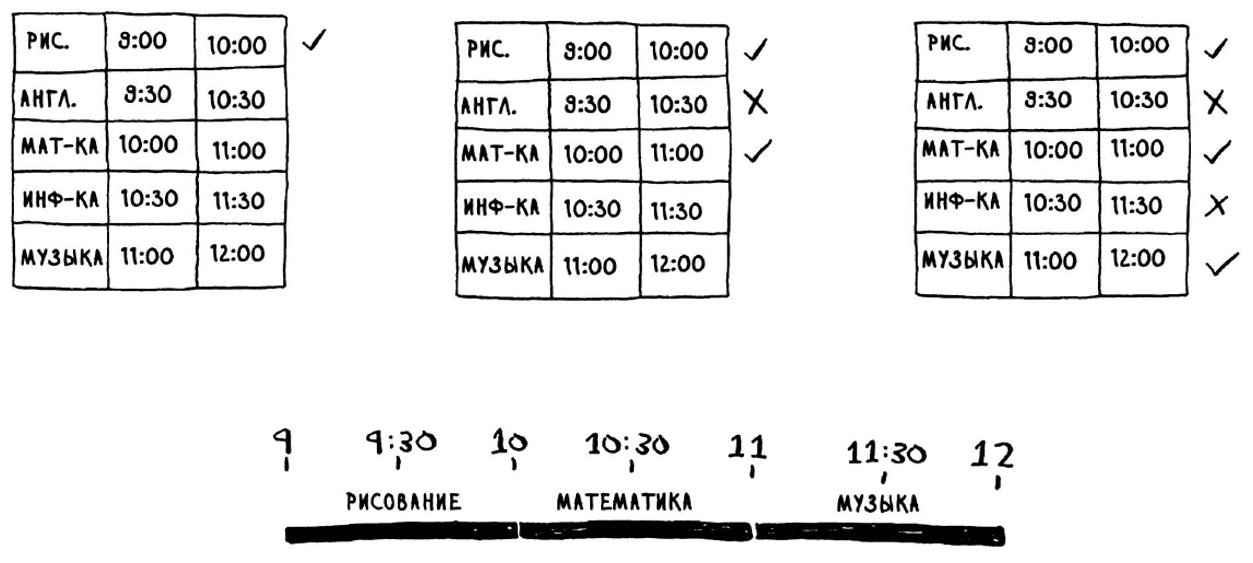 РИС. 9:00 10:00 ✓
АНГЛ. 9:30 10:30
МАТ-КА 10:00 11:00
ИНФ-КА 10:30 11:30
МУЗЫКА 11:00 12:00
РИС. 9:00 10:00 ✓
АНГЛ. 9:30 10:30 ✗
МАТ-КА 10:00 11:00 ✓
ИНФ-КА 10:30 11:30
МУЗЫКА 11:00 12:00
РИС. 9:00 10:00 ✓
АНГЛ. 9:30 10:30 ✗
МАТ-КА 10:00 11:00 ✓
ИНФ-КА 10:30 11:30 ✗
МУЗЫКА 11:00 12:00 ✓
9 9:30 10 10:30 11 11:30 12
РИСОВАНИЕ МАТЕМАТИКА МУЗЫКА